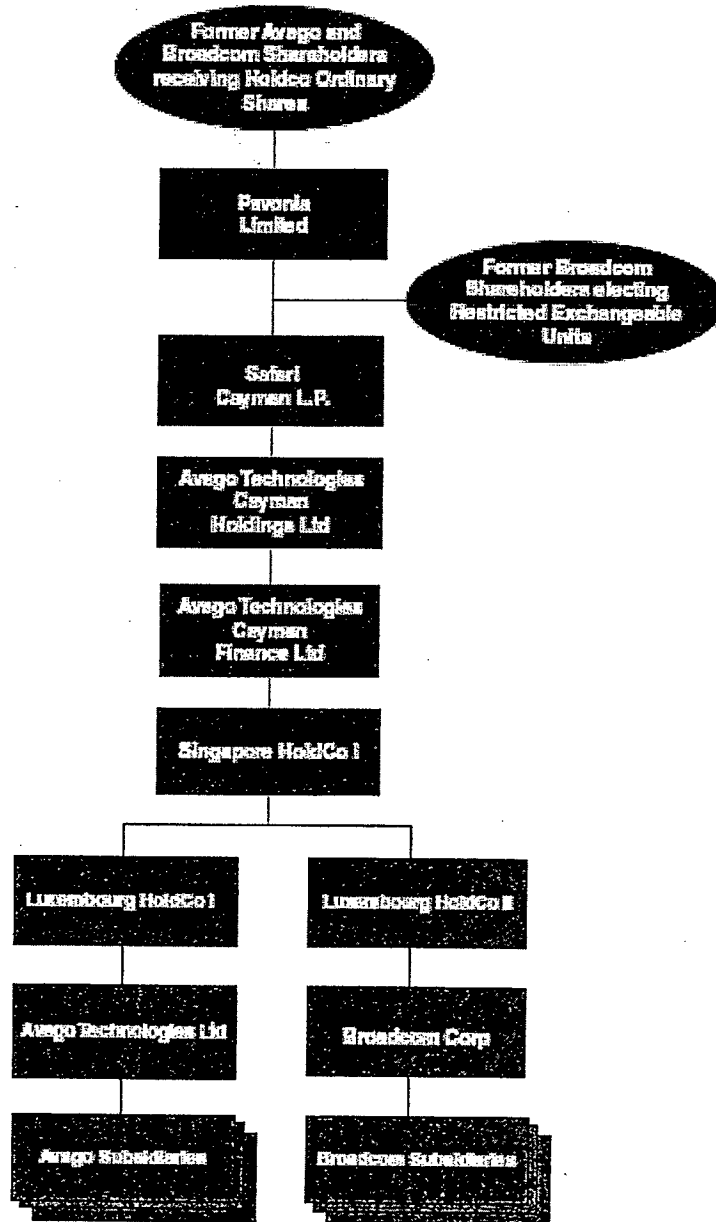 Former Avago and
Broadcom Shareholders
receiving Holdco Ordinary
Shares
Pavonia
Limited
Former Broadcom
Shareholders electing
Restricted Exchangeable
Units
Safari
Cayman L.P.
Avago Technologies
Cayman
Holdings Ltd
Avago Technologies
Cayman
Finance Ltd
Singapore HoldCo I
Luxembourg HoldCo I
Luxembourg HoldCo II
Avago Technologies Ltd
Broadcom Corp
Avago Subsidiaries
Broadcom Subsidiaries